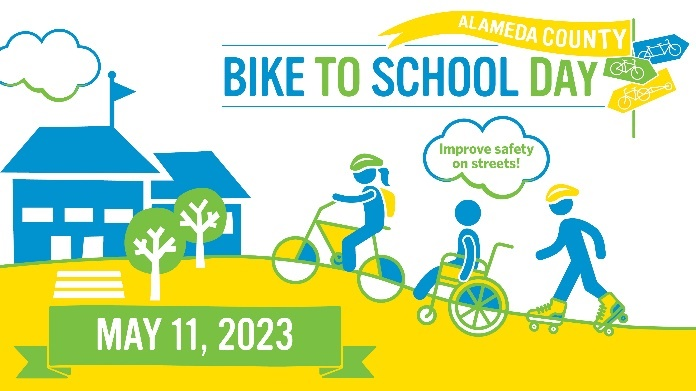 ALAMEDA COUNTY
BIKE TO SCHOOL DAY
Improve safety
on streets!
MAY 11, 2023